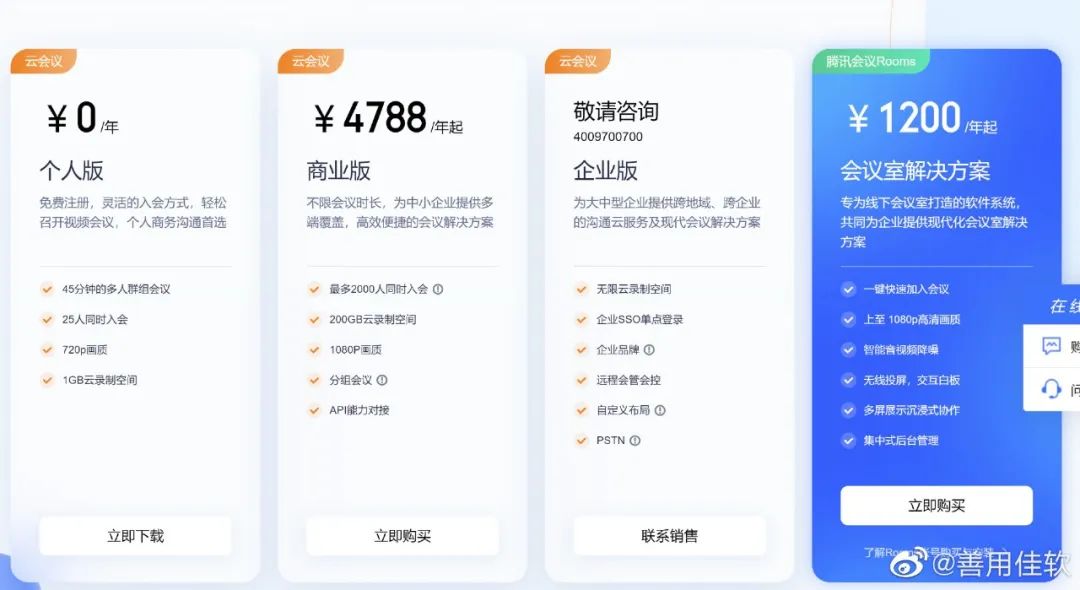 云会议
¥0/年
个人版
免费注册，灵活的入会方式，轻松
召开视频会议，个人商务沟通首选
45分钟的多人群组会议
25人同时入会
720p画质
1GB云录制空间
立即下载
云会议
¥4788/年起
商业版
不限会议时长，为中小企业提供多
端覆盖，高效便捷的会议解决方案
最多2000人同时入会
200GB云录制空间
1080P画质
分组会议
API能力对接
立即购买
云会议
敬请咨询
4009700700
企业版
为大中型企业提供跨地域、跨企业
的沟通云服务及现代会议解决方案
无限云录制空间
企业SSO单点登录
企业品牌
远程会管会控
自定义布局
PSTN
联系销售
腾讯会议Rooms
¥1200/年起
会议室解决方案
专为线下会议室打造的软件系统，
共同为企业提供现代化会议室解决
方案
一键快速加入会议
上至 1080p高清画质
智能音视频降噪
无线投屏，交互白板
多屏展示沉浸式协作
集中式后台管理
立即购买
了解Rooms
在线
购
问
@善用佳软